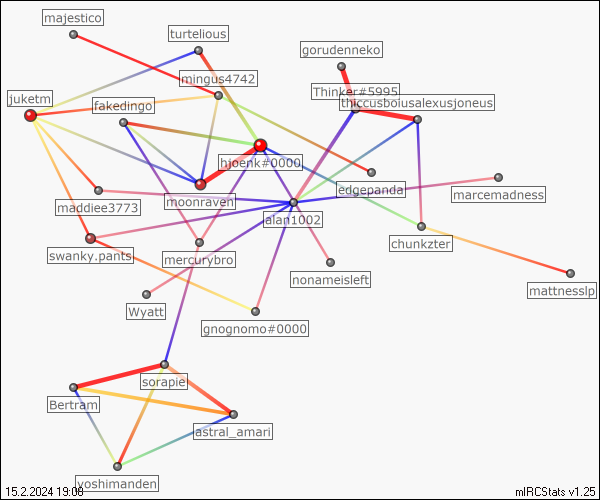 majestico
turtelious
gorudenneko
mingus4742
Thinker#5995
juketm
fakedingo
thiccusboiusalexusjoneus
bjoenk#0000
moonraven
edgepanda
marcemadness
maddiee3773
alan1002
chunkzter
swanky.pants
mercurybro
nonameisleft
mattnesslp
Wyatt
gnognomo#0000
sorapie
Bertram
astral_amari
yoshimanden
15.2.2024 19:00
mIRCStats v1.25